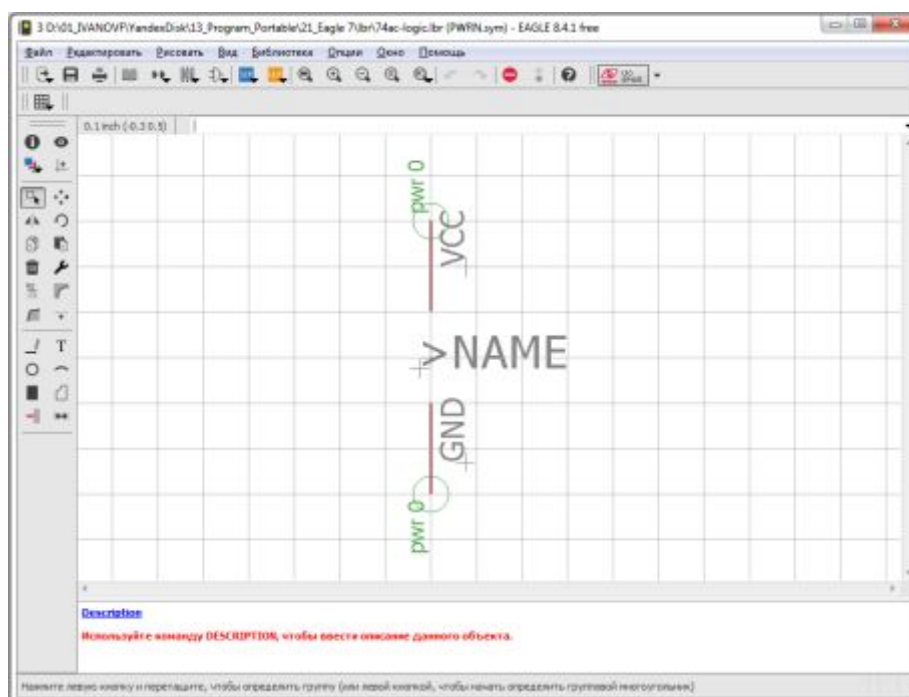 3 D:\01_IVANOVP\YandexDisk\13_Program_Portable\21_Eagle 7\lbr\74ac-logic.lbr (PWRN.sym) - EAGLE 8.4.1 free
Файл Редактировать Рисовать Вид Библиотека Опции Окно Помощь
0.1 inch (-0.3 0.5)
pwr 0
VCC
>NAME
GND
pwr 0
Description
Используйте команду DESCRIPTION, чтобы ввести описание данного объекта.
Нажмите левую кнопку и перетащите, чтобы определить группу (или левой кнопкой, чтобы начать определить групповой многоугольник)